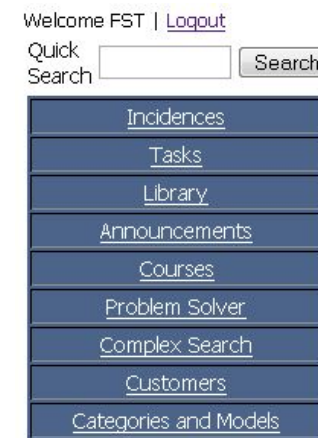 Welcome FST | Logout
Quick
Search Search
Incidences
Tasks
Library
Announcements
Courses
Problem Solver
Complex Search
Customers
Categories and Models